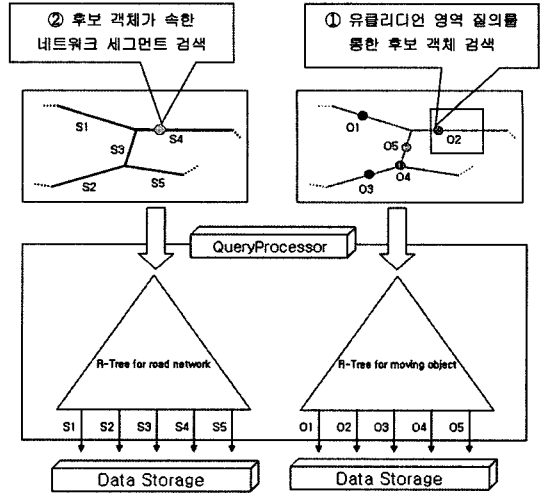 ② 후보 객체가 속한
네트워크 세그먼트 검색
① 유클리디언 영역 질의를
통한 후보 객체 검색
S1
S4
S3
S2
S5
O1
O2
O5
O4
O3
QueryProcessor
R-Tree for road network
R-Tree for moving object
S1 S2 S3 S4 S5
O1 O2 O3 O4 O5
Data Storage
Data Storage